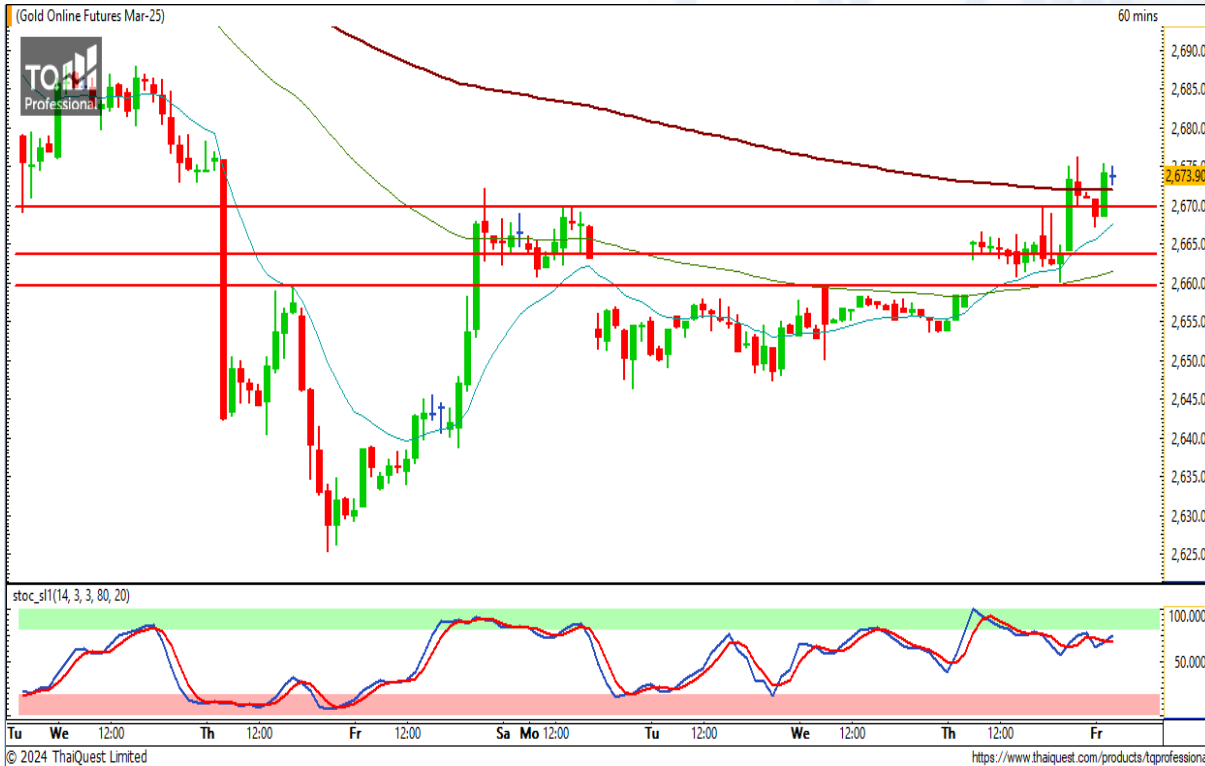 (Gold Online Futures Mar-25) 60 mins
TQ
Professional
2,690.0
2,685.0
2,680.0
2,675.0
2,673.90
2,670.0
2,665.0
2,660.0
2,655.0
2,650.0
2,645.0
2,640.0
2,635.0
2,630.0
2,625.0
stoc_sl1(14, 3, 3, 80, 20)
100.000
50.000
Tu We 12:00 Th 12:00 Fr 12:00 Sa Mo 12:00 Tu 12:00 We 12:00 Th 12:00 Fr
© 2024 ThaiQuest Limited https://www.thaiquest.com/products/tqprofessiona